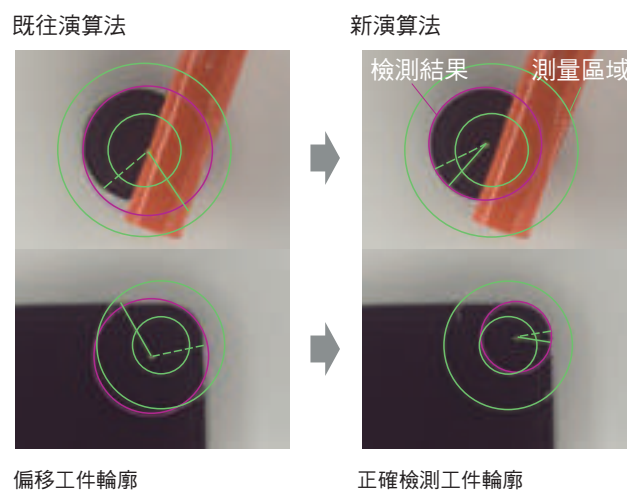 既往演算法
新演算法
檢測結果
測量區域
偏移工件輪廓
正確檢測工件輪廓